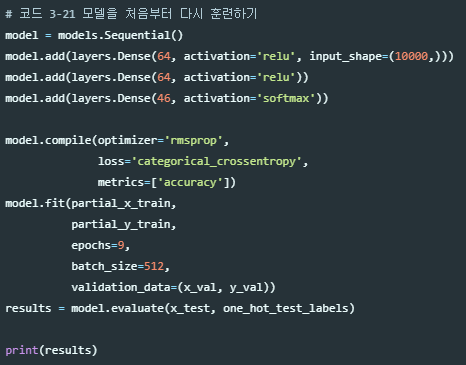 # 코드 3-21 모델을 처음부터 다시 훈련하기
model = models.Sequential()
model.add(layers.Dense(64, activation='relu', input_shape=(10000,)))
model.add(layers.Dense(64, activation='relu'))
model.add(layers.Dense(46, activation='softmax'))

model.compile(optimizer='rmsprop',
              loss='categorical_crossentropy',
              metrics=['accuracy'])
model.fit(partial_x_train,
          partial_y_train,
          epochs=9,
          batch_size=512,
          validation_data=(x_val, y_val))
results = model.evaluate(x_test, one_hot_test_labels)

print(results)